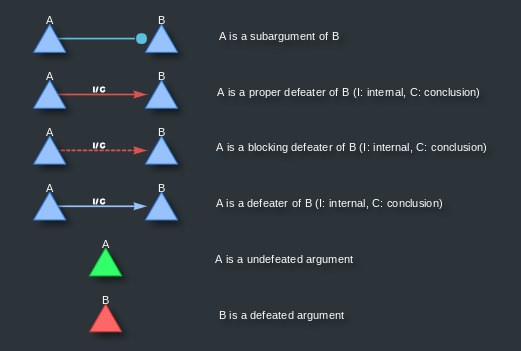 A B
A is a subargument of B
A I/C B
A is a proper defeater of B (I: internal, C: conclusion)
A I/C B
A is a blocking defeater of B (I: internal, C: conclusion)
A I/C B
A is a defeater of B (I: internal, C: conclusion)
A
A is a undefeated argument
B
B is a defeated argument